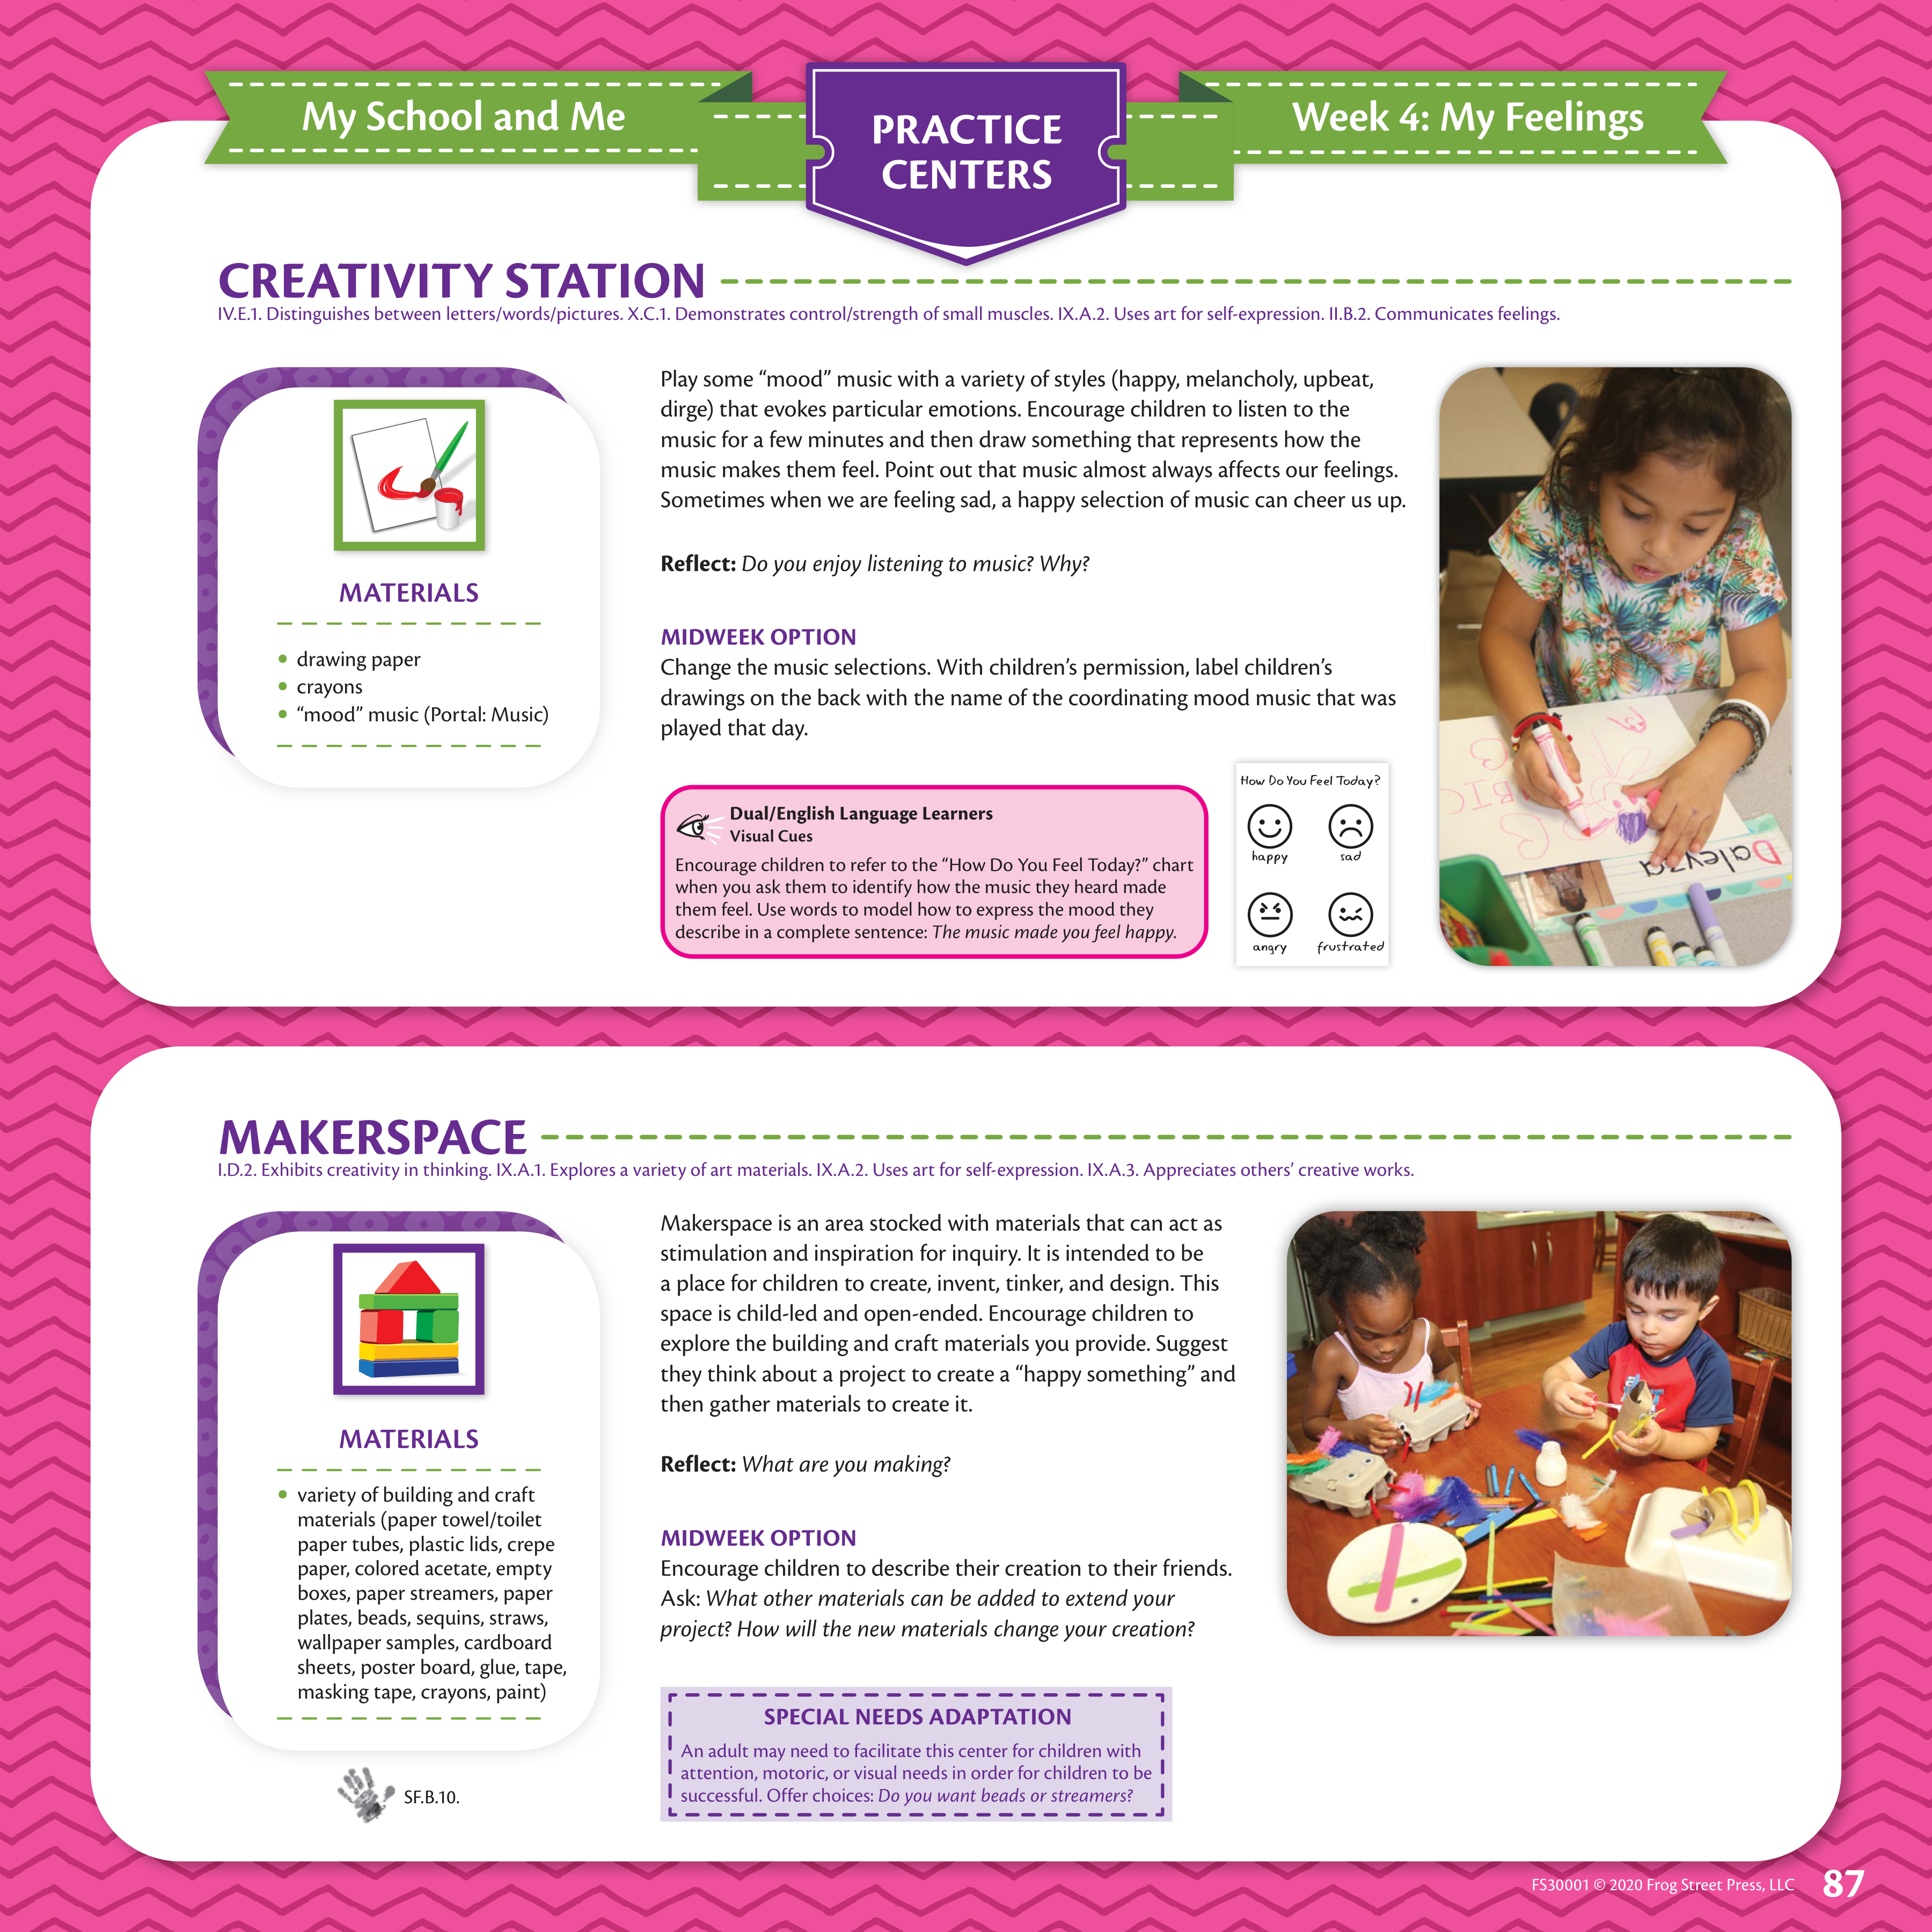 My School and Me
PRACTICE
CENTERS
Week 4: My Feelings
CREATIVITY STATION
IV.E.1. Distinguishes between letters/words/pictures. X.C.1. Demonstrates control/strength of small muscles. IX.A.2. Uses art for self-expression. II.B.2. Communicates feelings.
MATERIALS
• drawing paper
• crayons
• “mood” music (Portal: Music)
Play some “mood” music with a variety of styles (happy, melancholy, upbeat,
dirge) that evokes particular emotions. Encourage children to listen to the
music for a few minutes and then draw something that represents how the
music makes them feel. Point out that music almost always affects our feelings.
Sometimes when we are feeling sad, a happy selection of music can cheer us up.
Reflect: Do you enjoy listening to music? Why?
MIDWEEK OPTION
Change the music selections. With children’s permission, label children’s
drawings on the back with the name of the coordinating mood music that was
played that day.
Dual/English Language Learners
Visual Cues
Encourage children to refer to the “How Do You Feel Today?” chart
when you ask them to identify how the music they heard made
them feel. Use words to model how to express the mood they
describe in a complete sentence: The music made you feel happy.
How Do You Feel Today?
happy sad
angry frustrated
Daleyza
MAKERSPACE
I.D.2. Exhibits creativity in thinking. IX.A.1. Explores a variety of art materials. IX.A.2. Uses art for self-expression. IX.A.3. Appreciates others’ creative works.
MATERIALS
• variety of building and craft
materials (paper towel/toilet
paper tubes, plastic lids, crepe
paper, colored acetate, empty
boxes, paper streamers, paper
plates, beads, sequins, straws,
wallpaper samples, cardboard
sheets, poster board, glue, tape,
masking tape, crayons, paint)
SF.B.10.
Makerspace is an area stocked with materials that can act as
stimulation and inspiration for inquiry. It is intended to be
a place for children to create, invent, tinker, and design. This
space is child-led and open-ended. Encourage children to
explore the building and craft materials you provide. Suggest
they think about a project to create a “happy something” and
then gather materials to create it.
Reflect: What are you making?
MIDWEEK OPTION
Encourage children to describe their creation to their friends.
Ask: What other materials can be added to extend your
project? How will the new materials change your creation?
SPECIAL NEEDS ADAPTATION
An adult may need to facilitate this center for children with
attention, motoric, or visual needs in order for children to be
successful. Offer choices: Do you want beads or streamers?
FS30001 © 2020 Frog Street Press, LLC 87